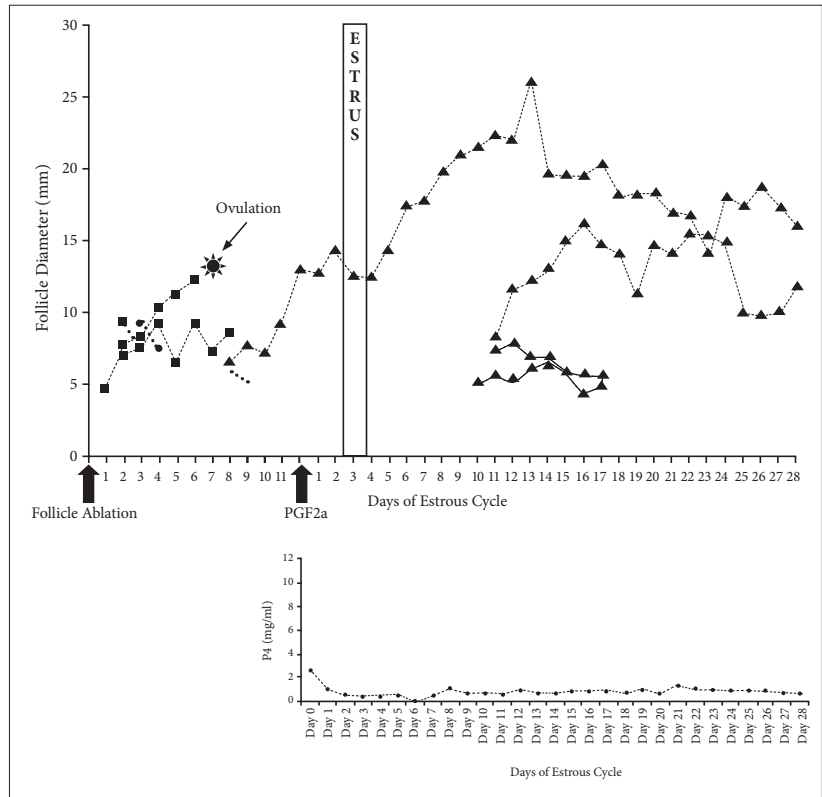 30
25
20
15
10
5
0
Follicle Diameter (mm)
ESTRUS
Ovulation
1 2 3 4 5 6 7 8 9 10 11 1 2 3 4 5 6 7 8 9 10 11 12 13 14 15 16 17 18 19 20 21 22 23 24 25 26 27 28
Follicle Ablation
PGF2a
Days of Estrous Cycle
12
10
8
6
4
2
0
P4 (mg/ml)
Day 0
Day 1
Day 2
Day 3
Day 4
Day 5
Day 6
Day 7
Day 8
Day 9
Day 10
Day 11
Day 12
Day 13
Day 14
Day 15
Day 16
Day 17
Day 18
Day 19
Day 20
Day 21
Day 22
Day 23
Day 24
Day 25
Day 26
Day 27
Day 28
Days of Estrous Cycle